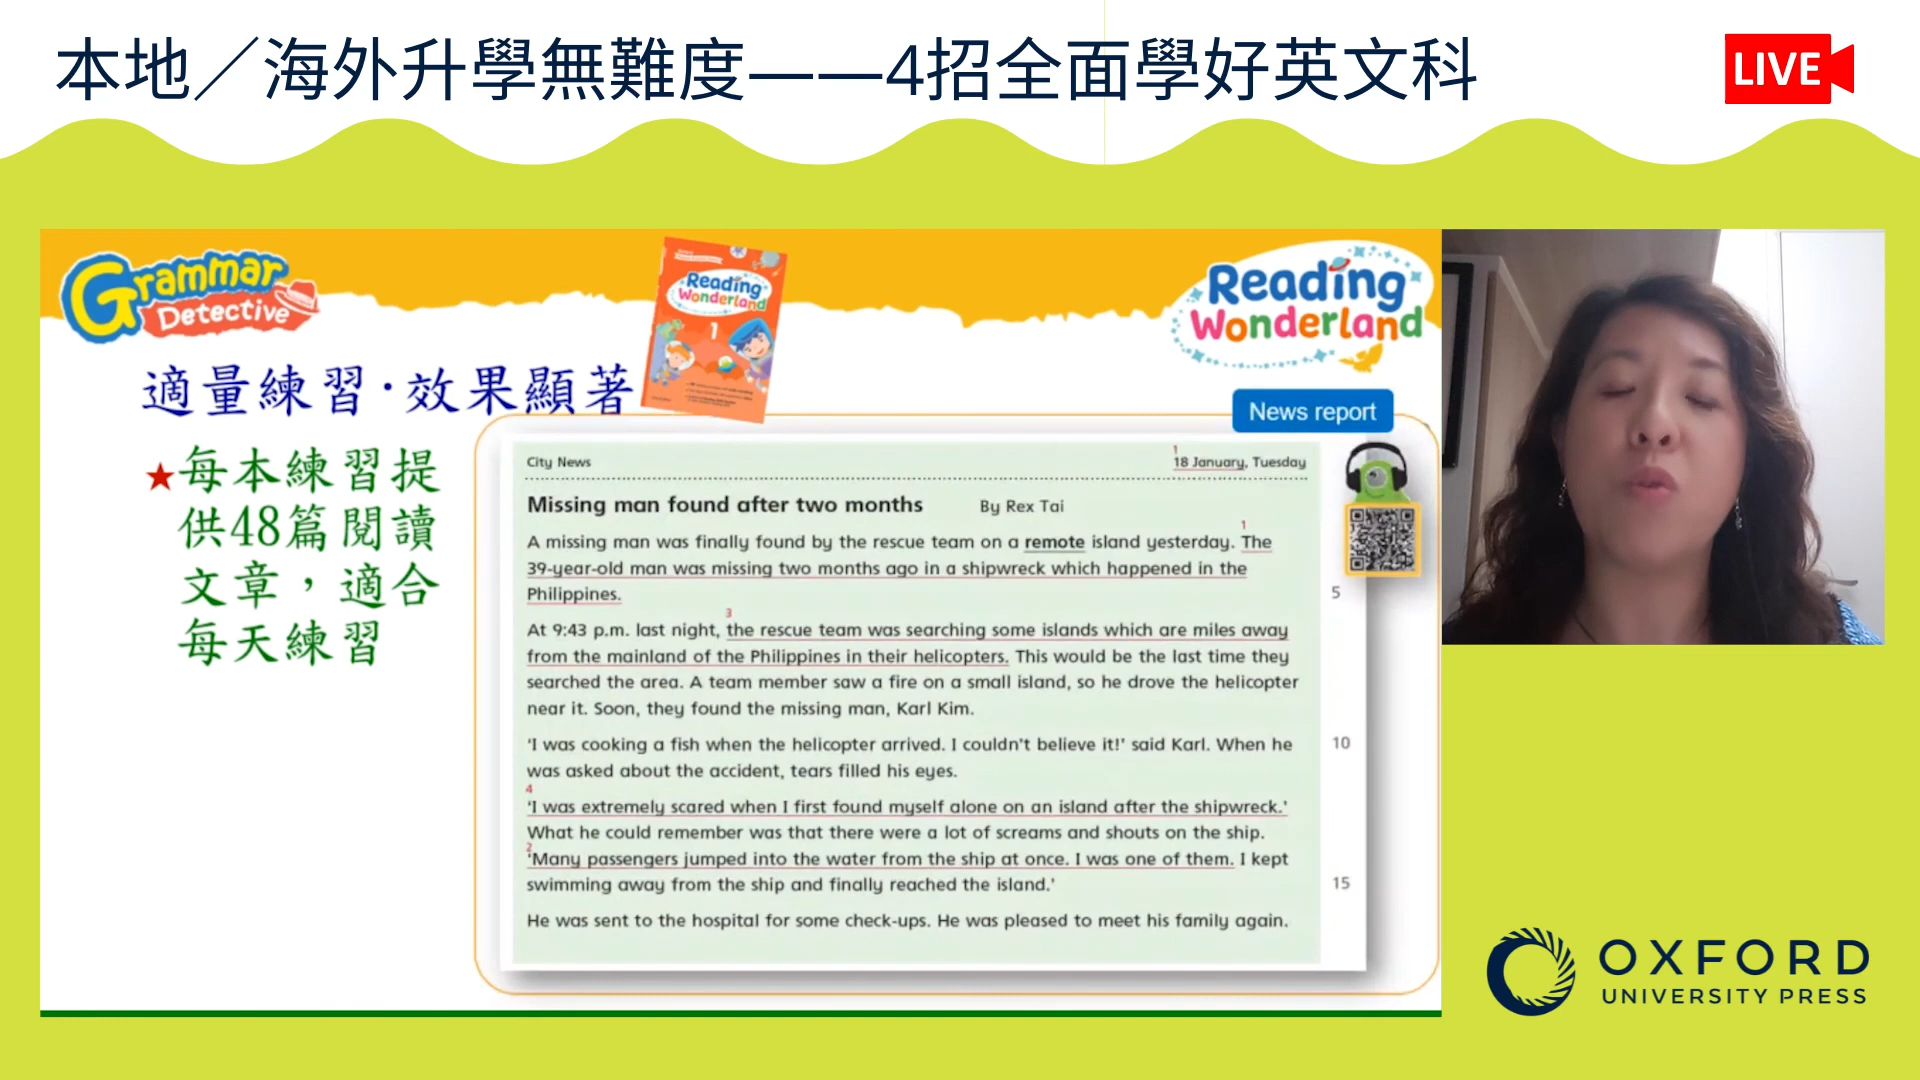 本地／海外升學無難度——4招全面學好英文科
LIVE
Grammar
Detective
Reading
Wonderland
1
Reading
Wonderland
適量練習·效果顯著
★每本練習提
供48篇閱讀
文章，適合
每天練習
News report
City News
1
18 January, Tuesday
Missing man found after two months By Rex Tai
1
A missing man was finally found by the rescue team on a remote island yesterday. The
39-year-old man was missing two months ago in a shipwreck which happened in the
Philippines. 5
3
At 9:43 p.m. last night, the rescue team was searching some islands which are miles away
from the mainland of the Philippines in their helicopters. This would be the last time they
searched the area. A team member saw a fire on a small island, so he drove the helicopter
near it. Soon, they found the missing man, Karl Kim.
‘I was cooking a fish when the helicopter arrived. I couldn't believe it!’ said Karl. When he 10
was asked about the accident, tears filled his eyes.
4
‘I was extremely scared when I first found myself alone on an island after the shipwreck.’
What he could remember was that there were a lot of screams and shouts on the ship.
2
‘Many passengers jumped into the water from the ship at once. I was one of them. I kept
swimming away from the ship and finally reached the island.’ 15
He was sent to the hospital for some check-ups. He was pleased to meet his family again.
OXFORD
UNIVERSITY PRESS